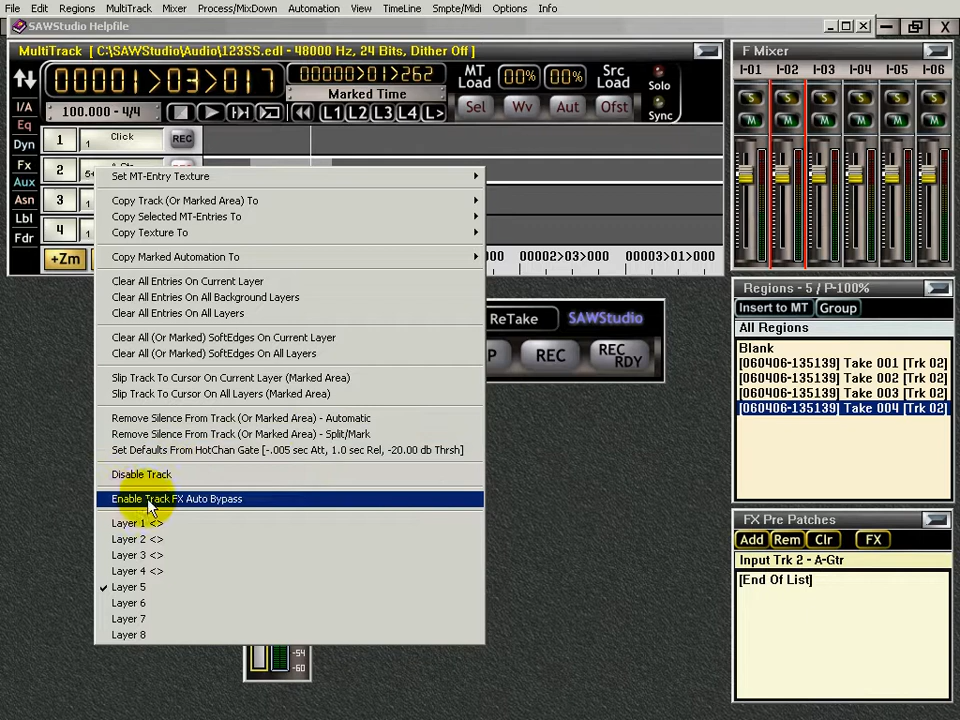 File Edit Regions MultiTrack Mixer Process/MixDown Automation View TimeLine Smpte/Midi Options Info
SAWStudio Helpfile
MultiTrack [ C:\SAWStudio\Audio\123SS.edl - 48000 Hz, 24 Bits, Dither Off ]
00001>03>017
00000>01>262
Marked Time
MT Load 00% 00% Src Load
Solo
Sync
100.000 - 4/4
L1 L2 L3 L4 L>
Sel Wv Aut Ofst
I/A
Eq
Dyn
Fx
Aux
Asn
Lbl
Fdr
1 Click 1 REC
2
3
4
+Zm
000 00002>03>000 00003>01>000
Set MT-Entry Texture
Copy Track (Or Marked Area) To
Copy Selected MT-Entries To
Copy Texture To
Copy Marked Automation To
Clear All Entries On Current Layer
Clear All Entries On All Background Layers
Clear All Entries On All Layers
Clear All (Or Marked) SoftEdges On Current Layer
Clear All (Or Marked) SoftEdges On All Layers
Slip Track To Cursor On Current Layer (Marked Area)
Slip Track To Cursor On All Layers (Marked Area)
Remove Silence From Track (Or Marked Area) - Automatic
Remove Silence From Track (Or Marked Area) - Split/Mark
Set Defaults From HotChan Gate [-.005 sec Att, 1.0 sec Rel, -20.00 db Thrsh]
Disable Track
Enable Track FX Auto Bypass
Layer 1 <>
Layer 2 <>
Layer 3 <>
Layer 4 <>
Layer 5
Layer 6
Layer 7
Layer 8
ReTake SAWStudio
P REC REC RDY
-54
-60
F Mixer
I-01 I-02 I-03 I-04 I-05 I-06
S S S S S S
M M M M M M
Regions - 5 / P-100%
Insert to MT Group
All Regions
Blank
[060406-135139] Take 001 [Trk 02]
[060406-135139] Take 002 [Trk 02]
[060406-135139] Take 003 [Trk 02]
[060406-135139] Take 004 [Trk 02]
FX Pre Patches
Add Rem Clr FX
Input Trk 2 - A-Gtr
[End Of List]